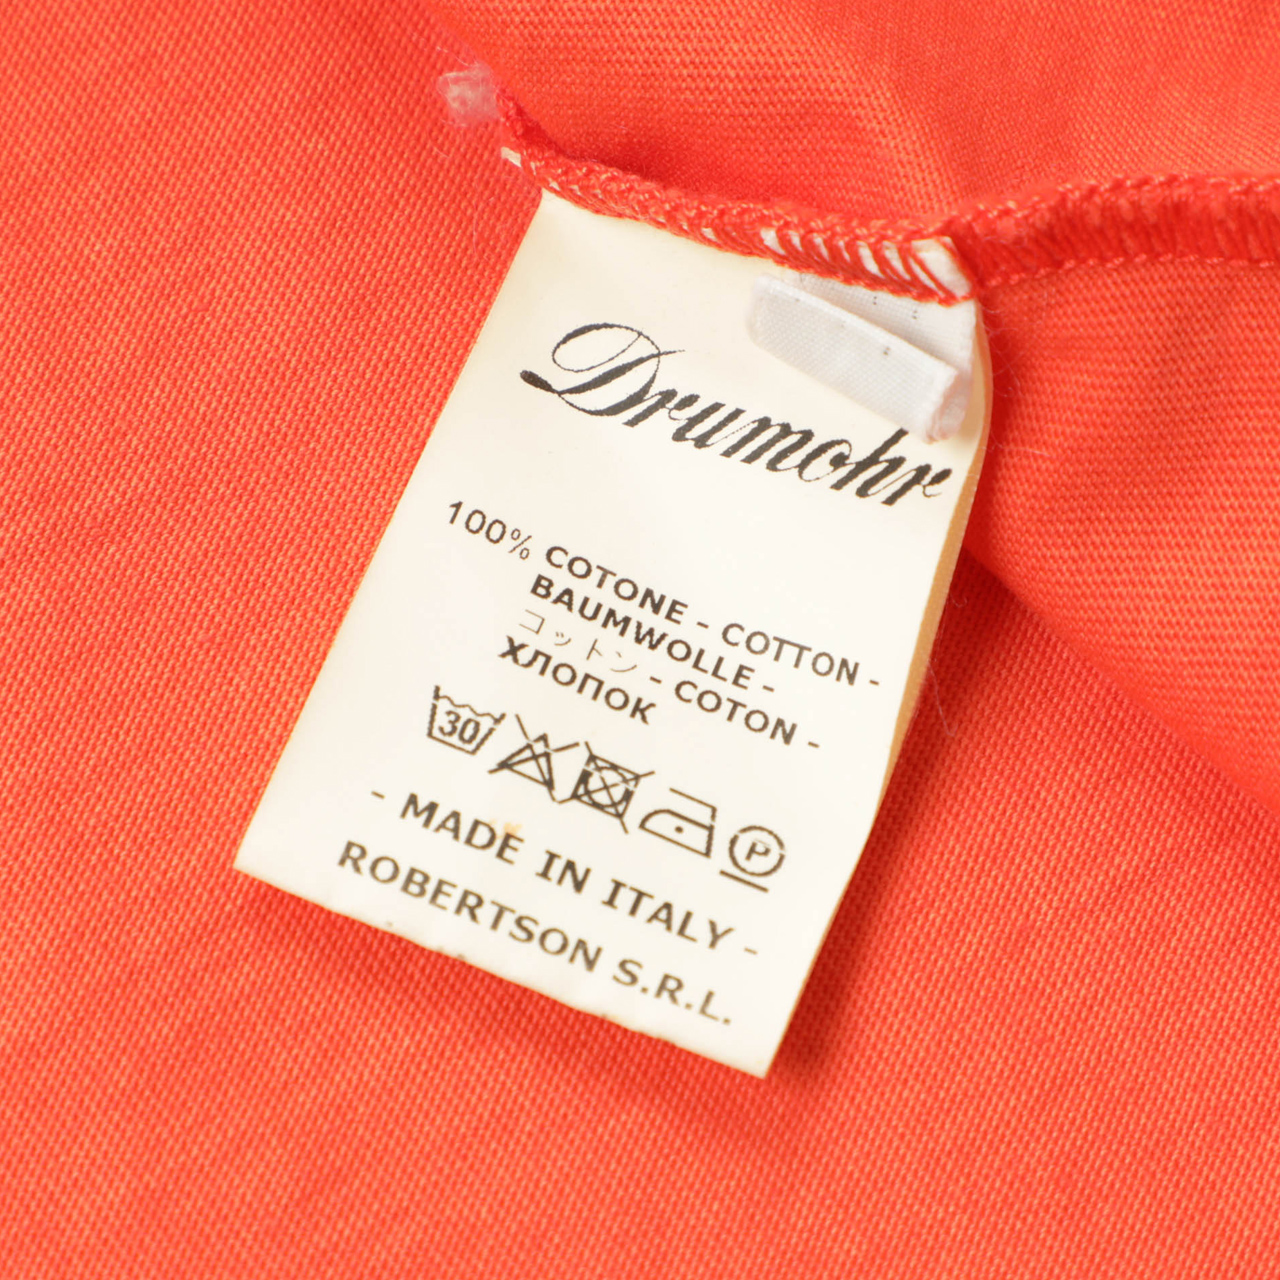 Drumohr
100% COTONE - COTTON -
BAUMWOLLE -
コットン - COTON -
ХЛОПОК
30
P
- MADE IN ITALY -
ROBERTSON S.R.L.